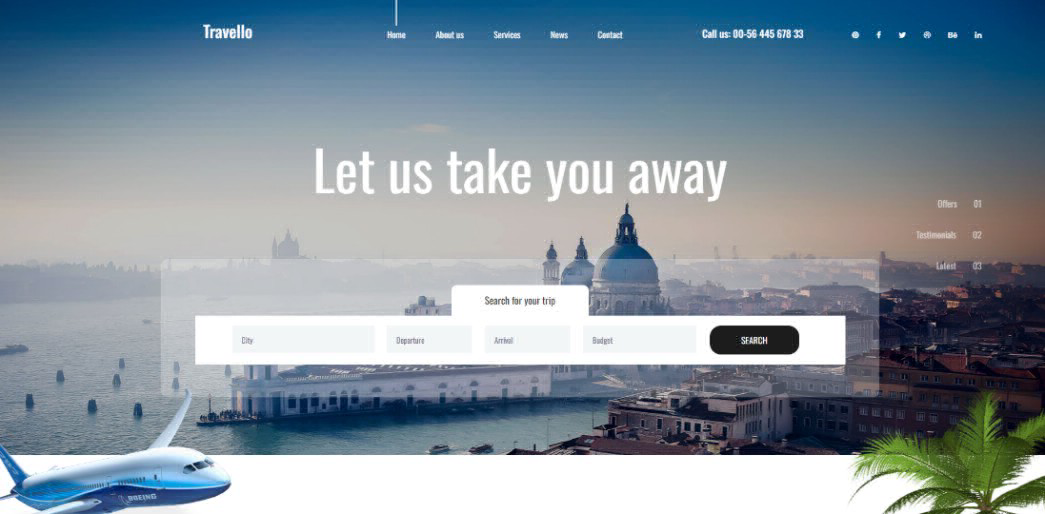 Travello
Home
About us
Services
News
Contact
Call us: 00-56 445 678 33
Bē
in
Let us take you away
Offers 01
Testimonials 02
Latest 03
Search for your trip
City
Departure
Budget
SEARCH
BOEING